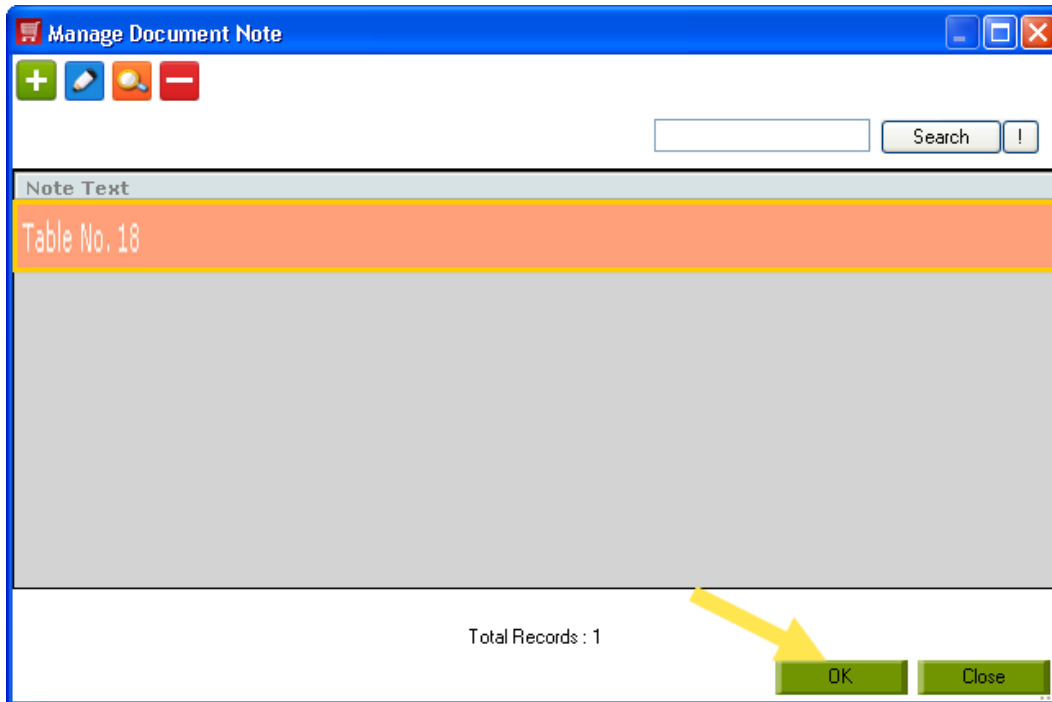 Manage Document Note
Search !
Note Text
Table No. 18
Total Records : 1
OK Close